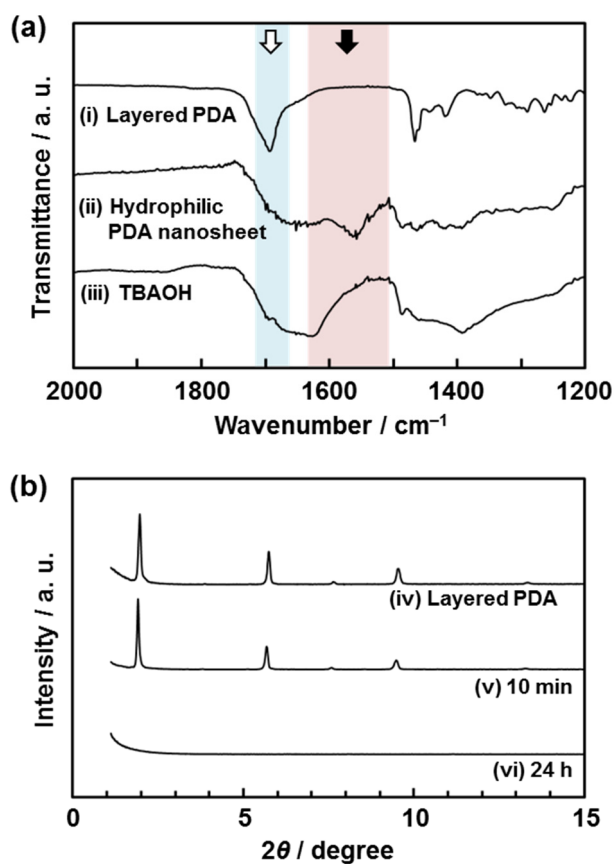 (a)
Transmittance / a. u.
(i) Layered PDA
(ii) Hydrophilic
PDA nanosheet
(iii) TBAOH
2000 1800 1600 1400 1200
Wavenumber / cm⁻¹
(b)
Intensity / a. u.
(iv) Layered PDA
(v) 10 min
(vi) 24 h
0 5 10 15
2θ / degree